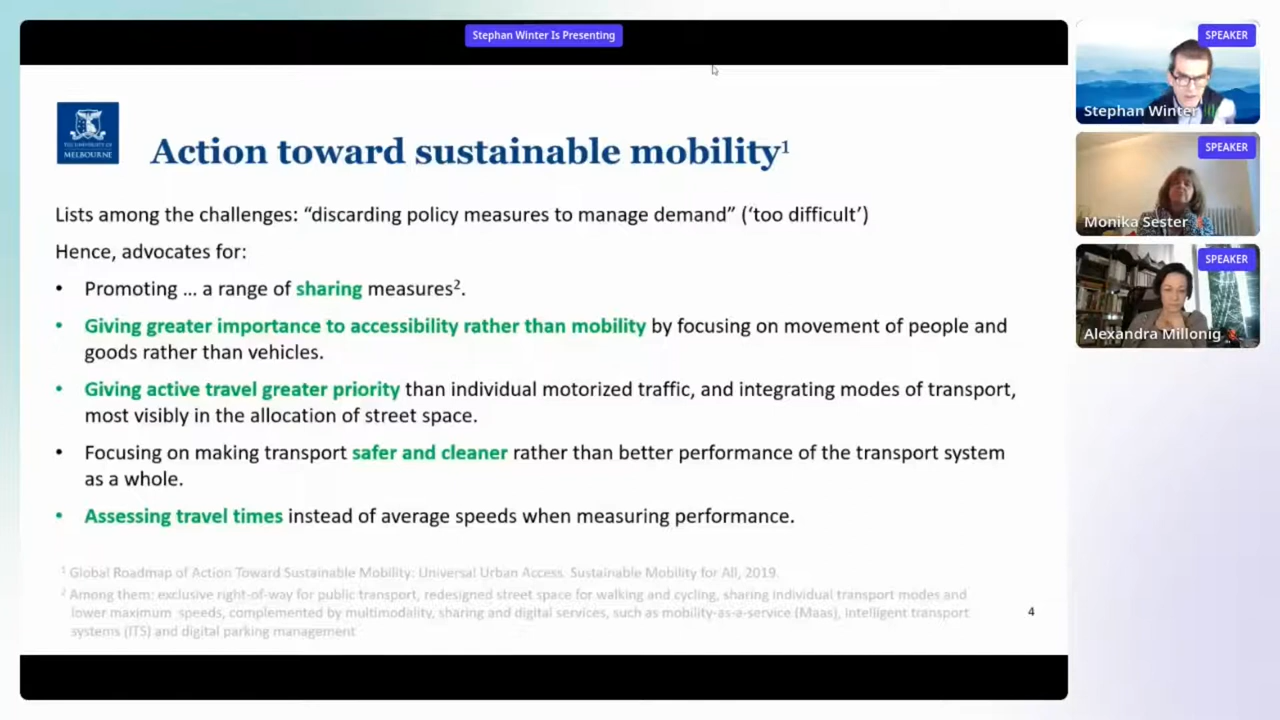 Stephan Winter Is Presenting
SPEAKER
Stephan Winter
SPEAKER
Monika Sester
SPEAKER
Alexandra Millonig
THE UNIVERSITY OF
MELBOURNE
Action toward sustainable mobility¹
Lists among the challenges: “discarding policy measures to manage demand” (‘too difficult’)
Hence, advocates for:
• Promoting … a range of sharing measures².
• Giving greater importance to accessibility rather than mobility by focusing on movement of people and
goods rather than vehicles.
• Giving active travel greater priority than individual motorized traffic, and integrating modes of transport,
most visibly in the allocation of street space.
• Focusing on making transport safer and cleaner rather than better performance of the transport system
as a whole.
• Assessing travel times instead of average speeds when measuring performance.
¹ Global Roadmap of Action Toward Sustainable Mobility: Universal Urban Access. Sustainable Mobility for All, 2019.
² Among them: exclusive right-of-way for public transport, redesigned street space for walking and cycling, sharing individual transport modes and
lower maximum speeds, complemented by multimodality, sharing and digital services, such as mobility-as-a-service (Maas), intelligent transport
systems (ITS) and digital parking management
4